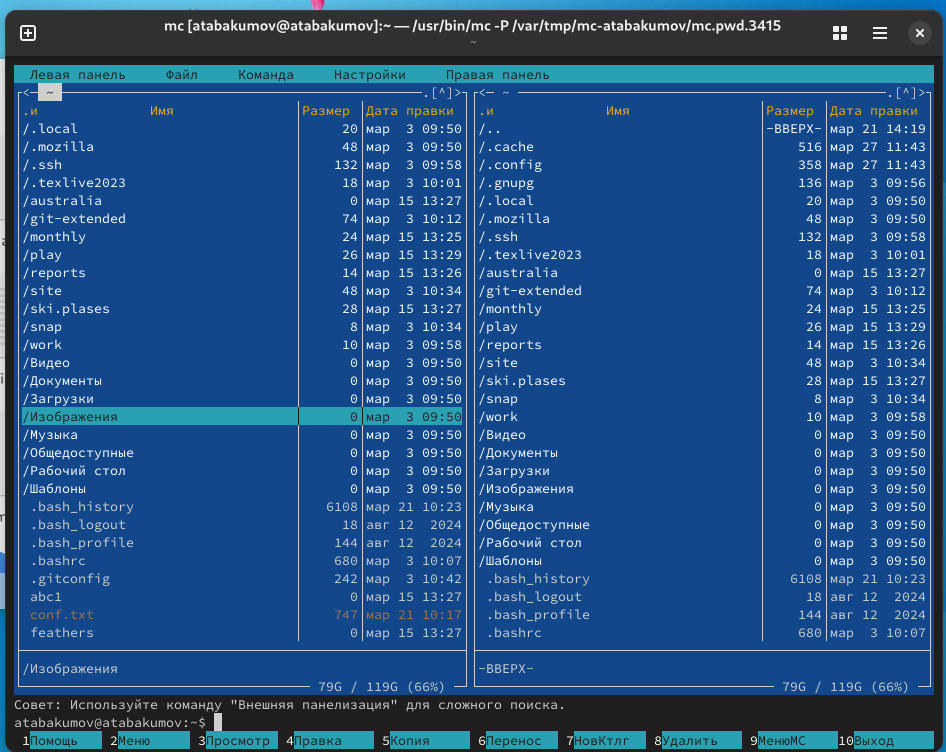 mc [atabakumov@atabakumov]:~ — /usr/bin/mc -P /var/tmp/mc-atabakumov/mc.pwd.3415
~
Левая панель Файл Команда Настройки Правая панель
<─ ~ .[^]> <─ ~ .[^]>
.и Имя Размер Дата правки .и Имя Размер Дата правки
/.local 20 мар 3 09:50 /.. -ВВЕРХ- мар 21 14:19
/.mozilla 48 мар 3 09:50 /.cache 516 мар 27 11:43
/.ssh 132 мар 3 09:58 /.config 358 мар 27 11:43
/.texlive2023 18 мар 3 10:01 /.gnupg 136 мар 3 09:56
/australia 0 мар 15 13:27 /.local 20 мар 3 09:50
/git-extended 74 мар 3 10:12 /.mozilla 48 мар 3 09:50
/monthly 24 мар 15 13:25 /.ssh 132 мар 3 09:58
/play 26 мар 15 13:29 /.texlive2023 18 мар 3 10:01
/reports 14 мар 15 13:26 /australia 0 мар 15 13:27
/site 48 мар 3 10:34 /git-extended 74 мар 3 10:12
/ski.plases 28 мар 15 13:27 /monthly 24 мар 15 13:25
/snap 8 мар 3 10:34 /play 26 мар 15 13:29
/work 10 мар 3 09:58 /reports 14 мар 15 13:26
/Видео 0 мар 3 09:50 /site 48 мар 3 10:34
/Документы 0 мар 3 09:50 /ski.plases 28 мар 15 13:27
/Загрузки 0 мар 3 09:50 /snap 8 мар 3 10:34
/Изображения 0 мар 3 09:50 /work 10 мар 3 09:58
/Музыка 0 мар 3 09:50 /Видео 0 мар 3 09:50
/Общедоступные 0 мар 3 09:50 /Документы 0 мар 3 09:50
/Рабочий стол 0 мар 3 09:50 /Загрузки 0 мар 3 09:50
/Шаблоны 0 мар 3 09:50 /Изображения 0 мар 3 09:50
.bash_history 6108 мар 21 10:23 /Музыка 0 мар 3 09:50
.bash_logout 18 авг 12 2024 /Общедоступные 0 мар 3 09:50
.bash_profile 144 авг 12 2024 /Рабочий стол 0 мар 3 09:50
.bashrc 680 мар 3 10:07 /Шаблоны 0 мар 3 09:50
.gitconfig 242 мар 3 10:42 .bash_history 6108 мар 21 10:23
abc1 0 мар 15 13:27 .bash_logout 18 авг 12 2024
conf.txt 747 мар 21 10:17 .bash_profile 144 авг 12 2024
feathers 0 мар 15 13:27 .bashrc 680 мар 3 10:07
/Изображения -ВВЕРХ-
79G / 119G (66%) 79G / 119G (66%)
Совет: Используйте команду "Внешняя панелизация" для сложного поиска.
atabakumov@atabakumov:~$
1Помощь 2Меню 3Просмотр 4Правка 5Копия 6Перенос 7НовКтлг 8Удалить 9МенюМС 10Выход